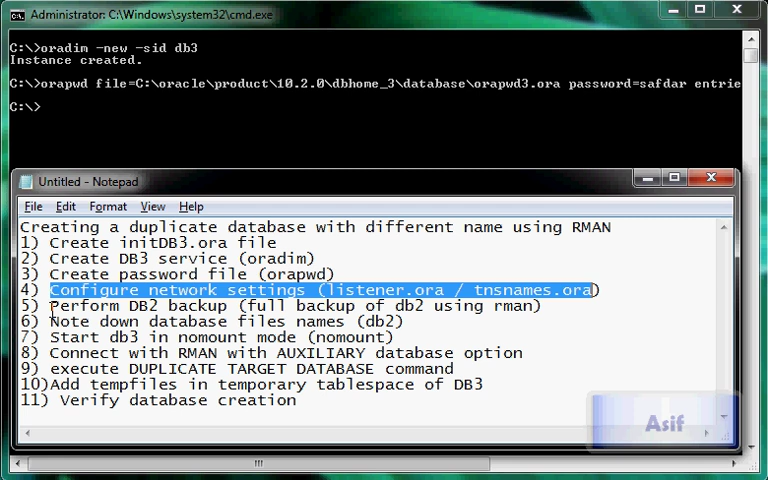 Administrator: C:\Windows\system32\cmd.exe
C:\>oradim -new -sid db3
Instance created.
C:\>orapwd file=C:\oracle\product\10.2.0\dbhome_3\database\orapwd3.ora password=safdar entrie
C:\>
Untitled - Notepad
File Edit Format View Help
Creating a duplicate database with different name using RMAN
1) Create initDB3.ora file
2) Create DB3 service (oradim)
3) Create password file (orapwd)
4) Configure network settings (listener.ora / tnsnames.ora)
5) Perform DB2 backup (full backup of db2 using rman)
6) Note down database files names (db2)
7) Start db3 in nomount mode (nomount)
8) Connect with RMAN with AUXILIARY database option
9) execute DUPLICATE TARGET DATABASE command
10)Add tempfiles in temporary tablespace of DB3
11) Verify database creation
Asif